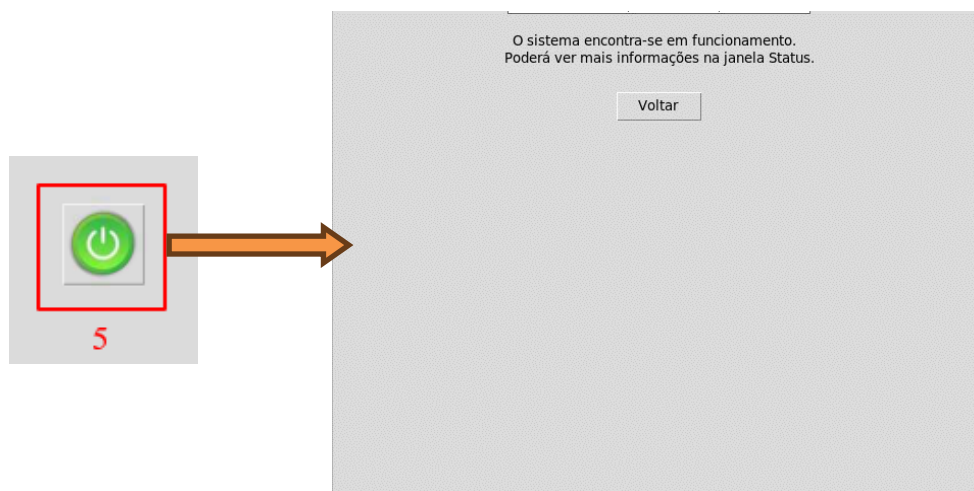 O sistema encontra-se em funcionamento.
Poderá ver mais informações na janela Status.
Voltar
5